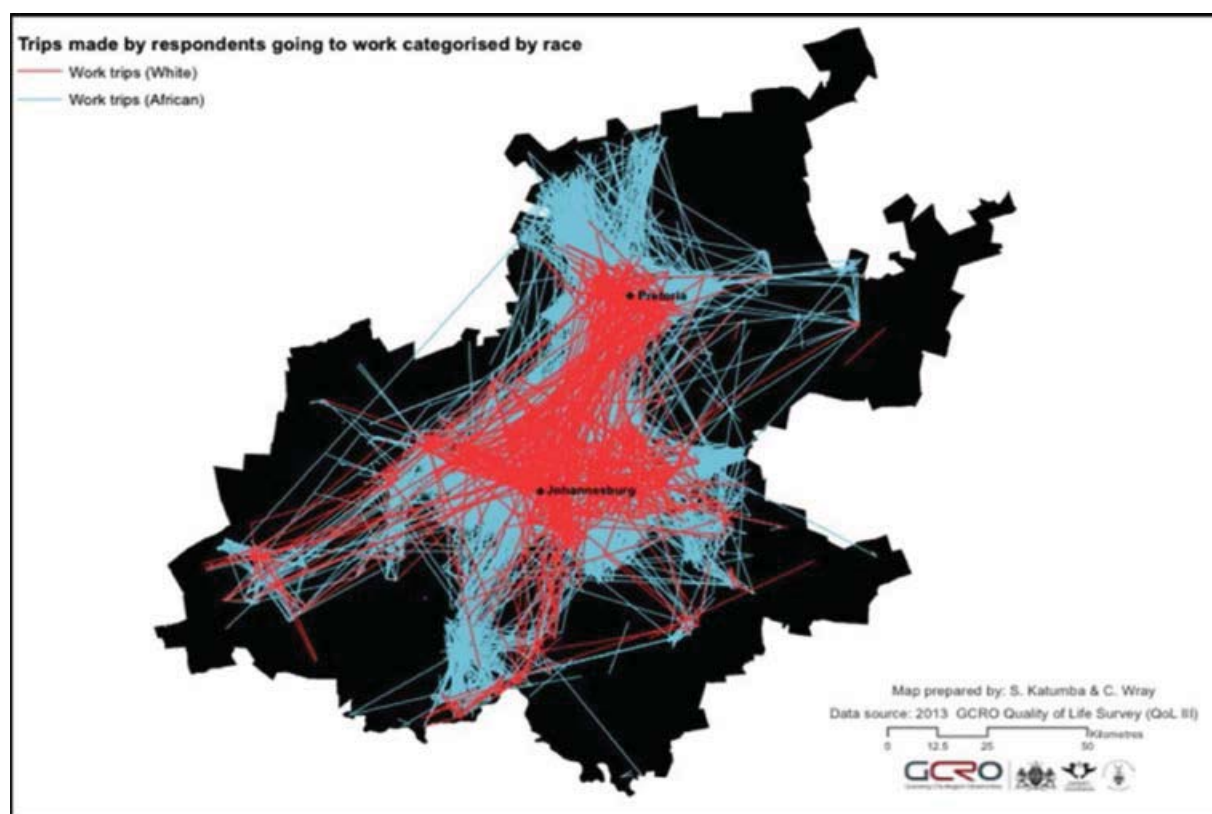 Trips made by respondents going to work categorised by race
Work trips (White)
Work trips (African)
Pretoria
Johannesburg
Map prepared by: S. Katumba & C. Wray
Data source: 2013 GCRO Quality of Life Survey (QoL III)
Kilometres
0 12.5 25 50
GCRO